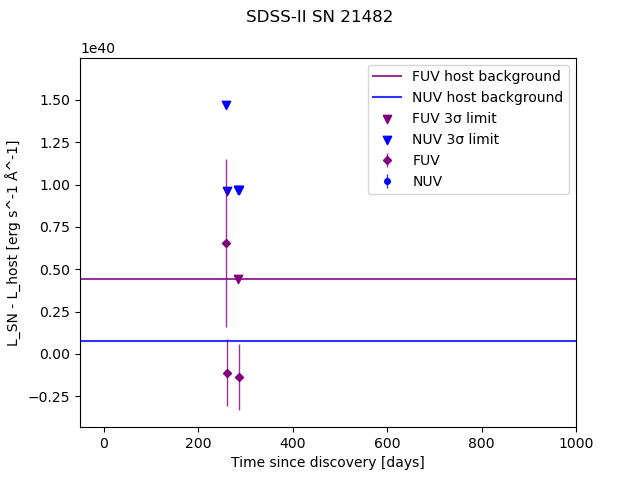 SDSS-II SN 21482
1e40
FUV host background
NUV host background
FUV 3σ limit
NUV 3σ limit
FUV
NUV
L_SN - L_host [erg s^-1 Å^-1]
1.50
1.25
1.00
0.75
0.50
0.25
0.00
−0.25
0 200 400 600 800 1000
Time since discovery [days]